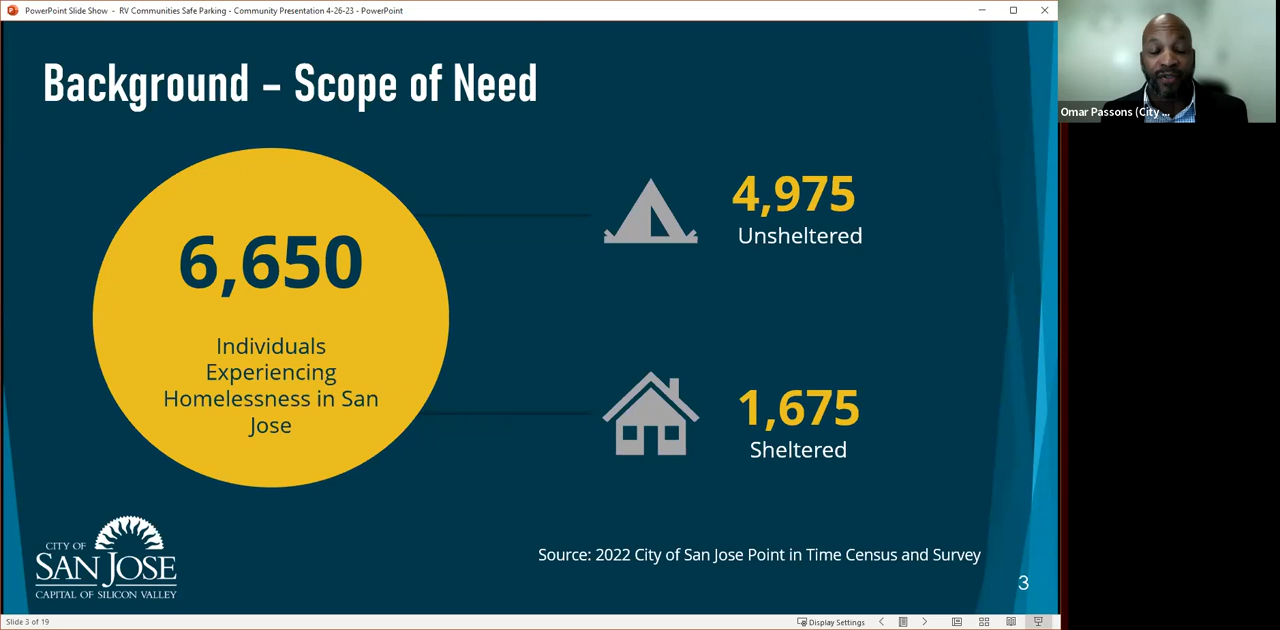 PowerPoint Slide Show - RV Communities Safe Parking - Community Presentation 4-26-23 - PowerPoint
Omar Passons (City ...
Background – Scope of Need
6,650
Individuals
Experiencing
Homelessness in San
Jose
4,975
Unsheltered
1,675
Sheltered
CITY OF
SAN JOSE
CAPITAL OF SILICON VALLEY
Source: 2022 City of San Jose Point in Time Census and Survey
3
Slide 3 of 19
Display Settings